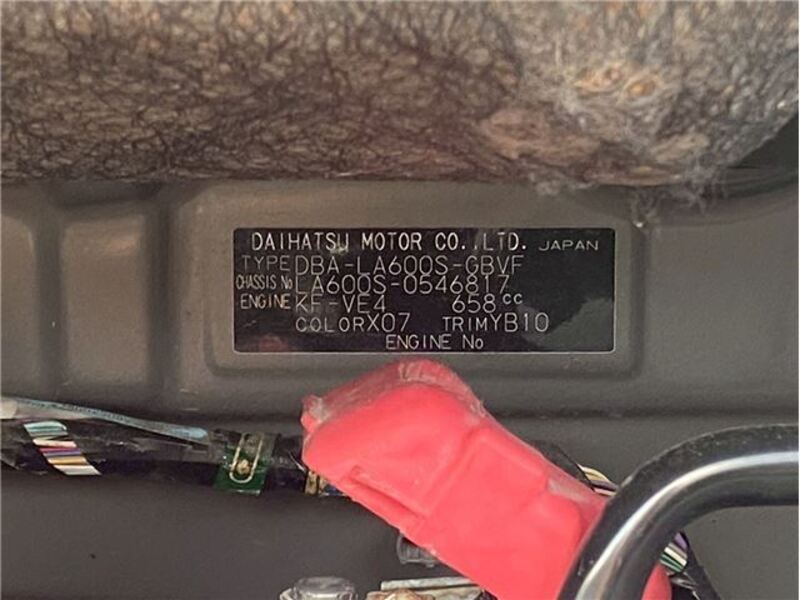 DAIHATSU MOTOR CO.,LTD. JAPAN
TYPE DBA-LA600S-GBVF
CHASSIS No LA600S-0546817
ENGINE KF-VE4 658cc
COLOR X07 TRIM YB10
ENGINE No